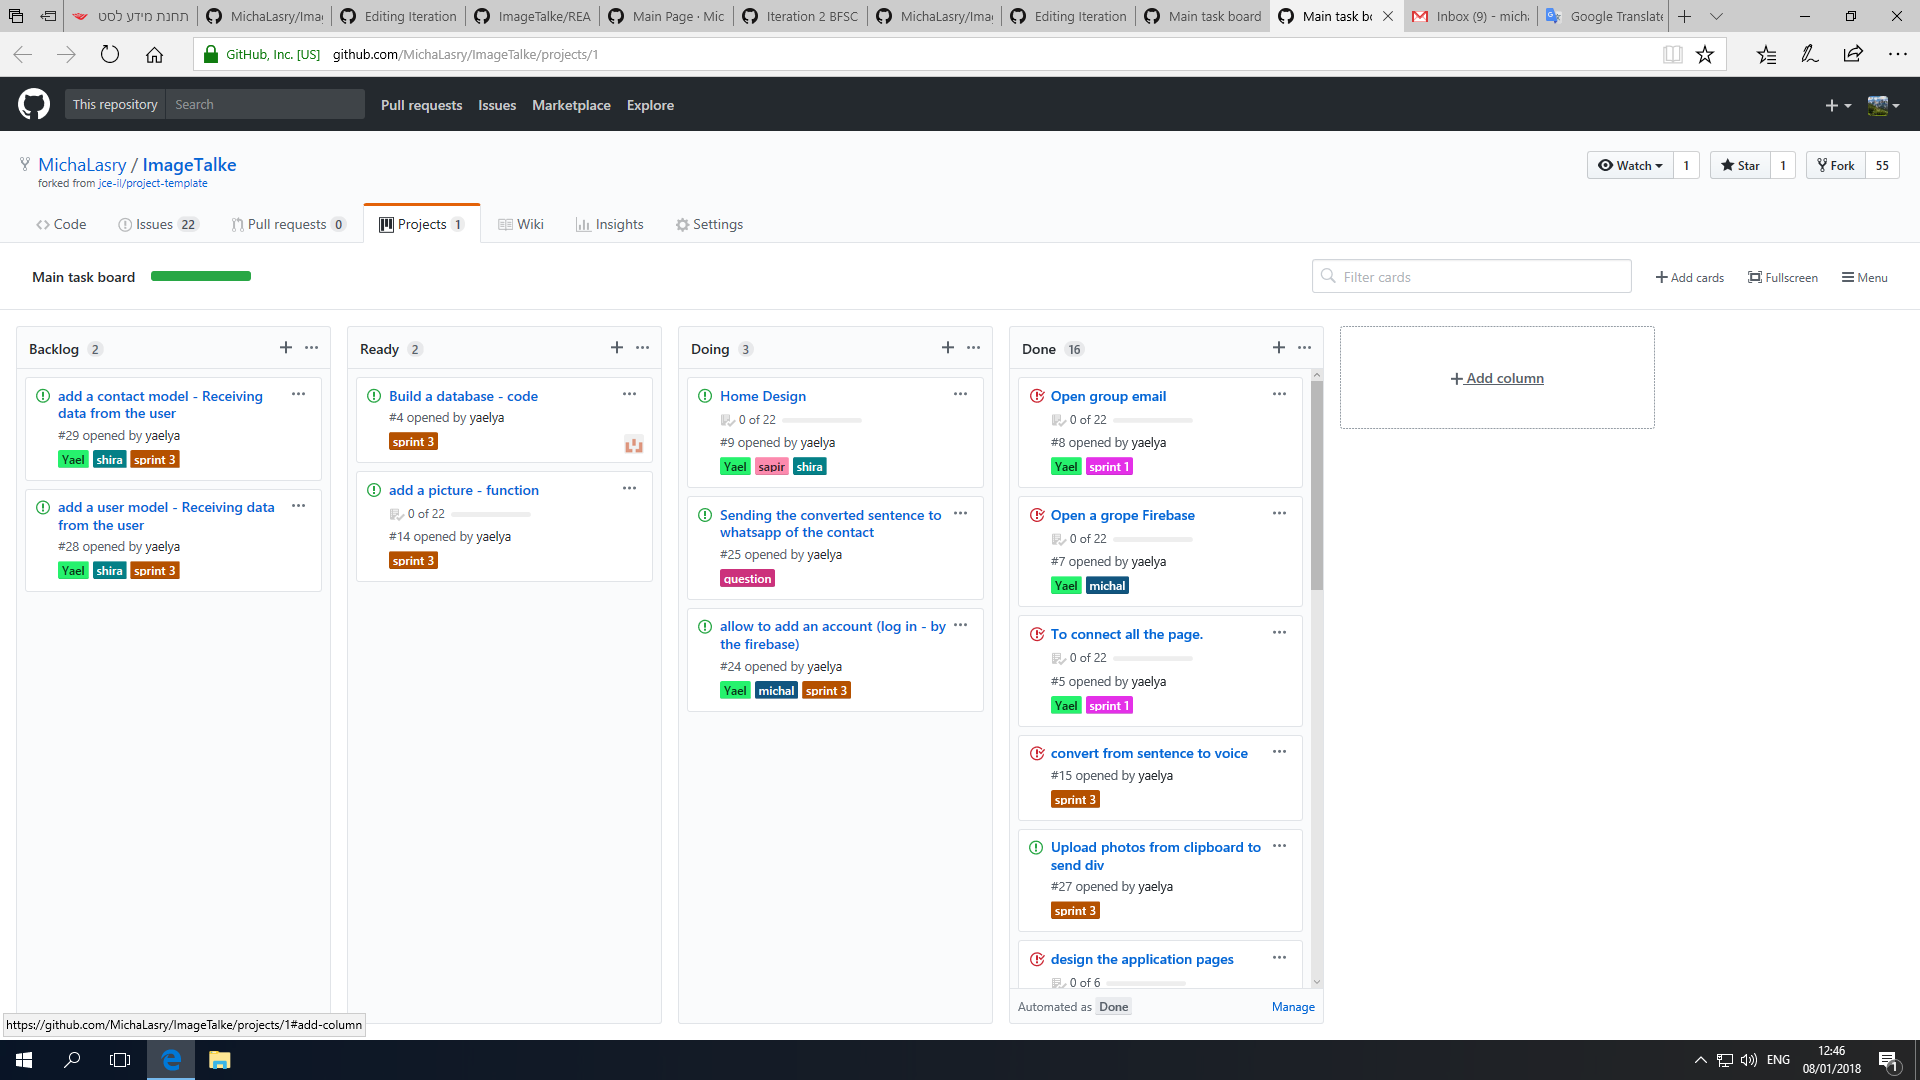 תחנת מידע לסט
MichaLasry/Imag
Editing Iteration
ImageTalke/REA
Main Page · Mic
Iteration 2 BFSC
MichaLasry/Imag
Editing Iteration
Main task board
Main task bo
Inbox (9) - micha
Google Translate
GitHub, Inc. [US]
github.com/MichaLasry/ImageTalke/projects/1
This repository
Search
Pull requests
Issues
Marketplace
Explore
MichaLasry / ImageTalke
forked from jce-il/project-template
Watch 1
Star 1
Fork 55
Code
Issues 22
Pull requests 0
Projects 1
Wiki
Insights
Settings
Main task board
Filter cards
Add cards
Fullscreen
Menu
Backlog 2
add a contact model - Receiving
data from the user
#29 opened by yaelya
Yael shira sprint 3
add a user model - Receiving data
from the user
#28 opened by yaelya
Yael shira sprint 3
Ready 2
Build a database - code
#4 opened by yaelya
sprint 3
add a picture - function
0 of 22
#14 opened by yaelya
sprint 3
Doing 3
Home Design
0 of 22
#9 opened by yaelya
Yael sapir shira
Sending the converted sentence to
whatsapp of the contact
#25 opened by yaelya
question
allow to add an account (log in - by
the firebase)
#24 opened by yaelya
Yael michal sprint 3
Done 16
Open group email
0 of 22
#8 opened by yaelya
Yael sprint 1
Open a grope Firebase
0 of 22
#7 opened by yaelya
Yael michal
To connect all the page.
0 of 22
#5 opened by yaelya
Yael sprint 1
convert from sentence to voice
#15 opened by yaelya
sprint 3
Upload photos from clipboard to
send div
#27 opened by yaelya
sprint 3
design the application pages
0 of 6
Automated as Done
Manage
Add column
https://github.com/MichaLasry/ImageTalke/projects/1#add-column
ENG
12:46
08/01/2018
1